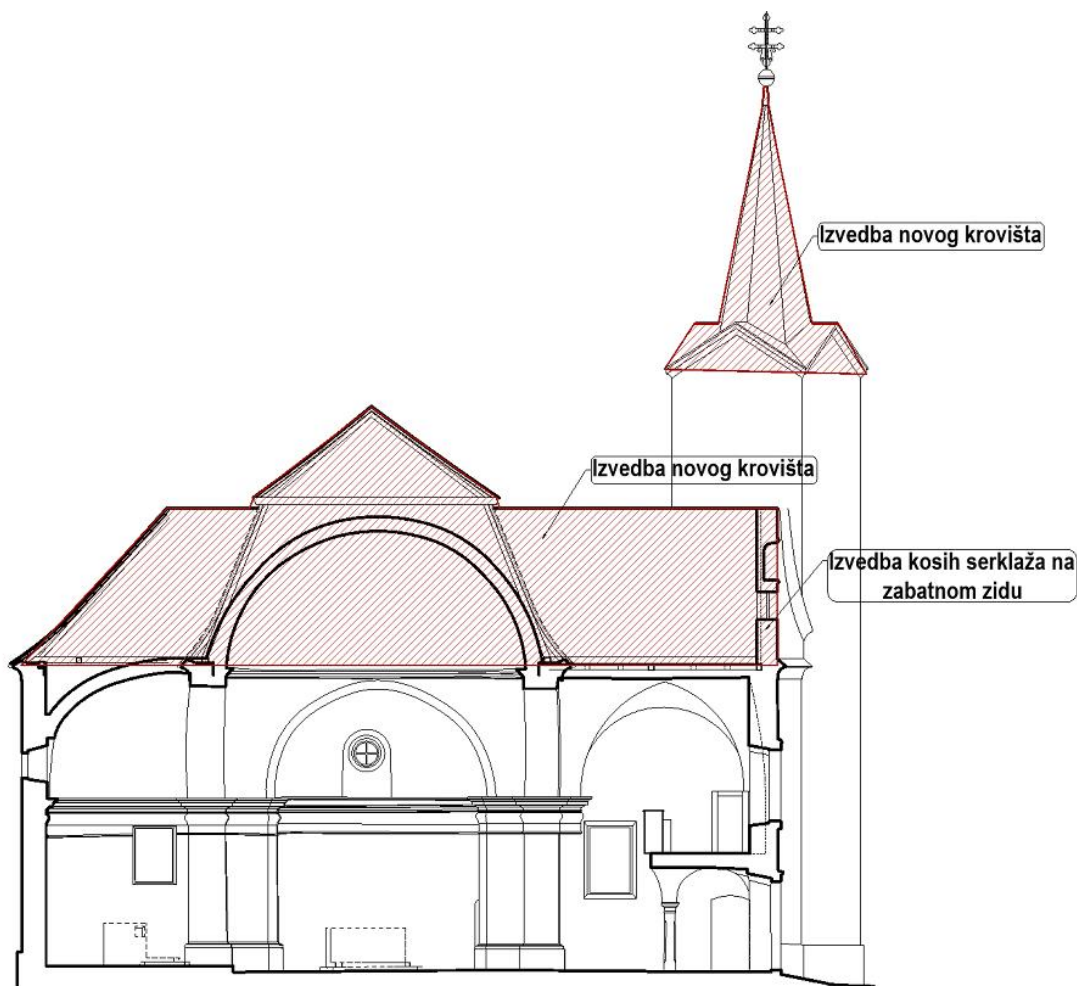 Izvedba novog krovišta
Izvedba novog krovišta
Izvedba kosih serklaža na
zabatnom zidu